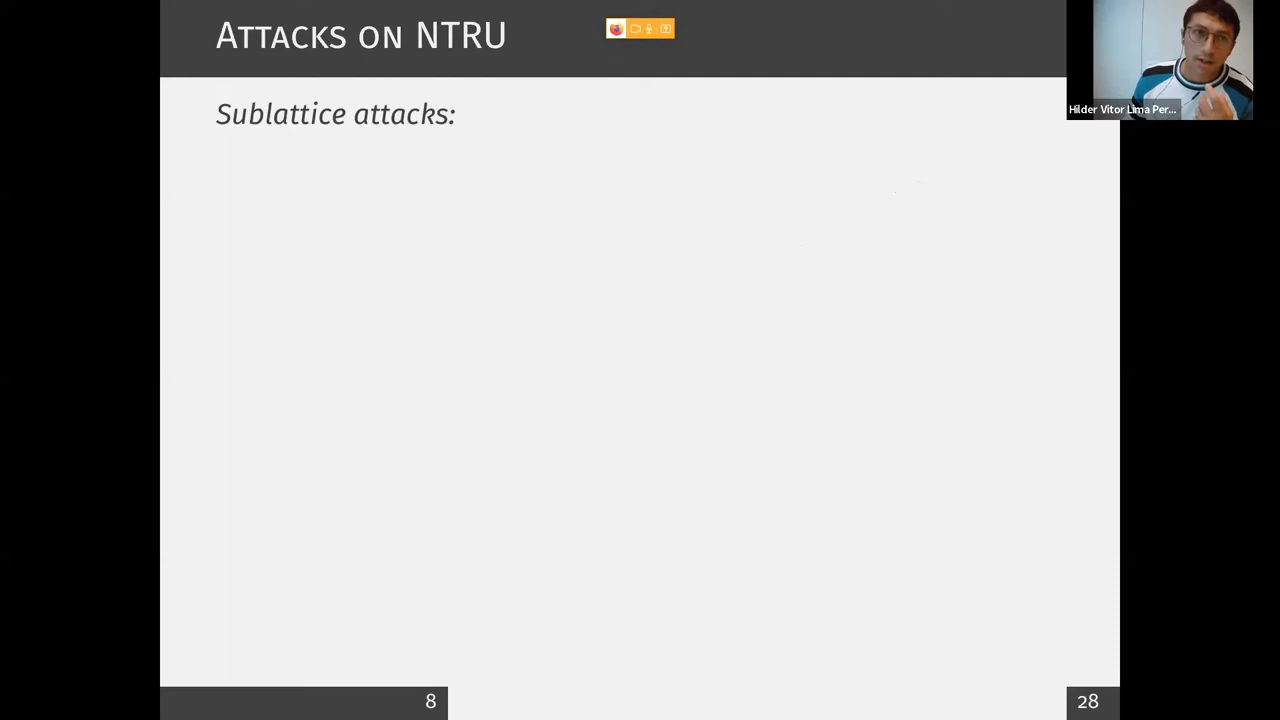 ATTACKS ON NTRU
Hilder Vitor Lima Per...
Sublattice attacks:
8
28